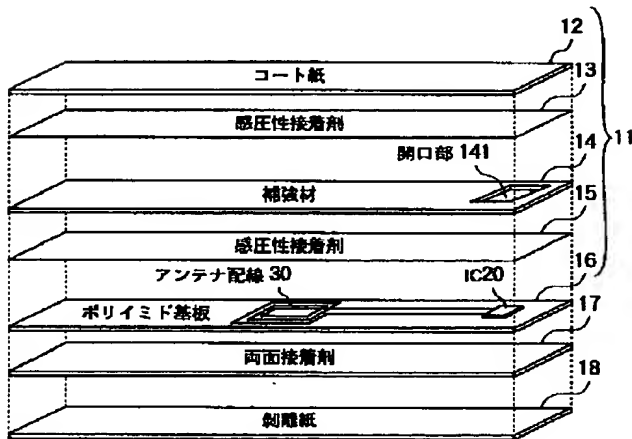 12
コート紙
13
感圧性接着剤
11
14
開口部 141
補強材
15
感圧性接着剤
16
アンテナ配線 30
IC20
ポリイミド基板
17
両面接着剤
18
剝離紙